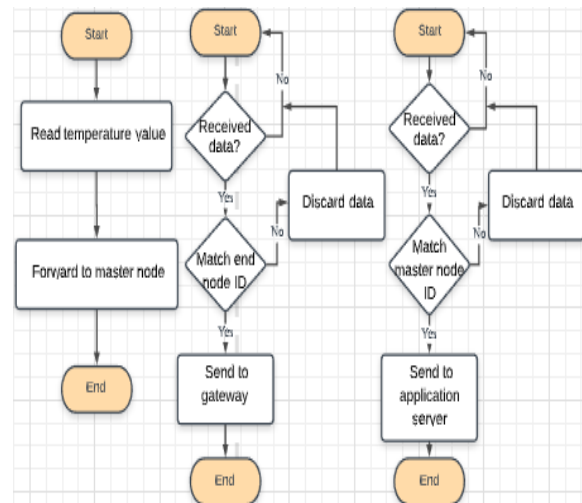 Start
Read temperature value
Forward to master node
End
Start
No
Received
data?
Yes
Discard data
No
Match end
node ID
Yes
Send to
gateway
End
Start
No
Received
data?
Yes
Discard data
No
Match
master node
ID
Yes
Send to
application
server
End